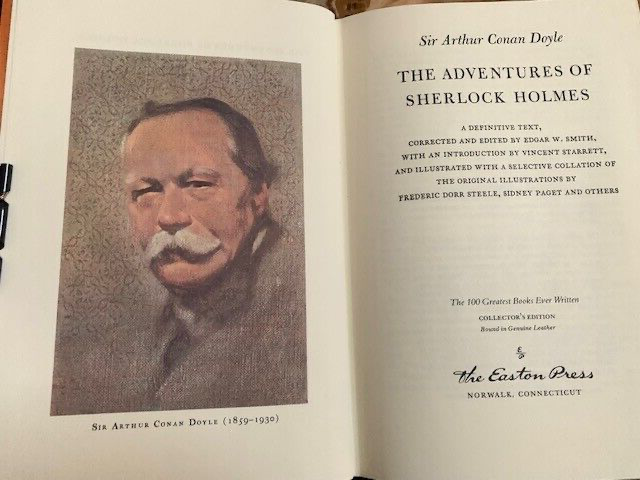 SIR ARTHUR CONAN DOYLE (1859–1930)
Sir Arthur Conan Doyle
THE ADVENTURES OF
SHERLOCK HOLMES
A DEFINITIVE TEXT,
CORRECTED AND EDITED BY EDGAR W. SMITH,
WITH AN INTRODUCTION BY VINCENT STARRETT,
AND ILLUSTRATED WITH A SELECTIVE COLLATION OF
THE ORIGINAL ILLUSTRATIONS BY
FREDERIC DORR STEELE, SIDNEY PAGET AND OTHERS
The 100 Greatest Books Ever Written
COLLECTOR'S EDITION
Bound in Genuine Leather
The Easton Press
NORWALK, CONNECTICUT